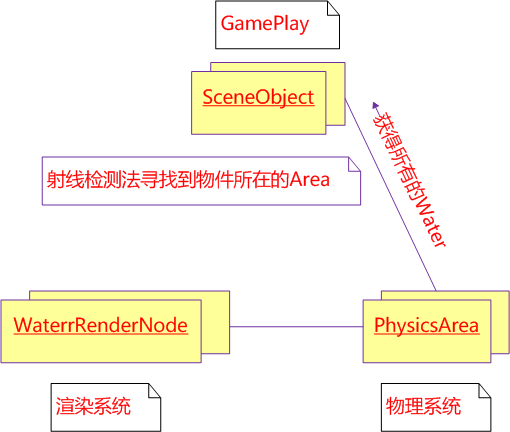 GamePlay
SceneObject
获得所有的Water
射线检测法寻找到物件所在的Area
WaterrRenderNode
PhysicsArea
渲染系统
物理系统